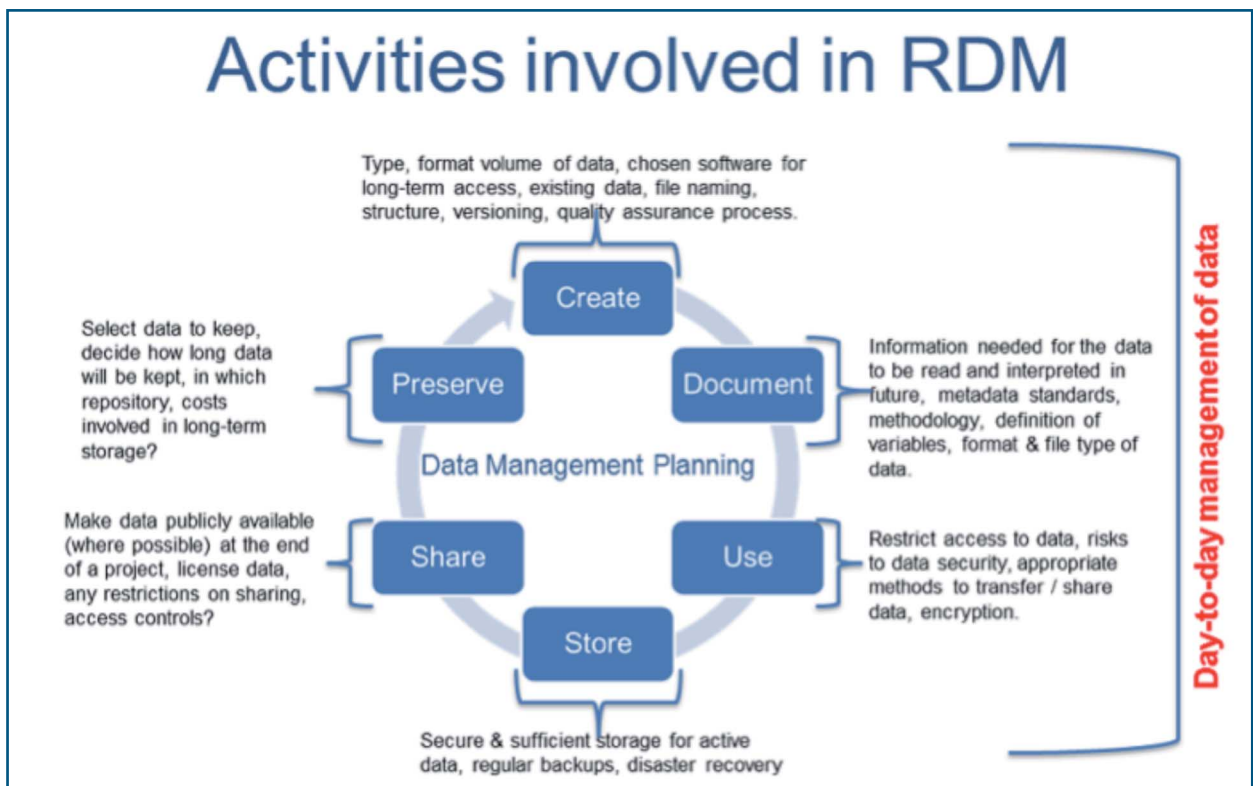 Activities involved in RDM
Type, format volume of data, chosen software for
long-term access, existing data, file naming,
structure, versioning, quality assurance process.
Create
Select data to keep,
decide how long data
will be kept, in which
repository, costs
involved in long-term
storage?
Preserve
Document
Information needed for the data
to be read and interpreted in
future, metadata standards,
methodology, definition of
variables, format & file type of
data.
Data Management Planning
Make data publicly available
(where possible) at the end
of a project, license data,
any restrictions on sharing,
access controls?
Share
Use
Restrict access to data, risks
to data security, appropriate
methods to transfer / share
data, encryption.
Store
Secure & sufficient storage for active
data, regular backups, disaster recovery
Day-to-day management of data